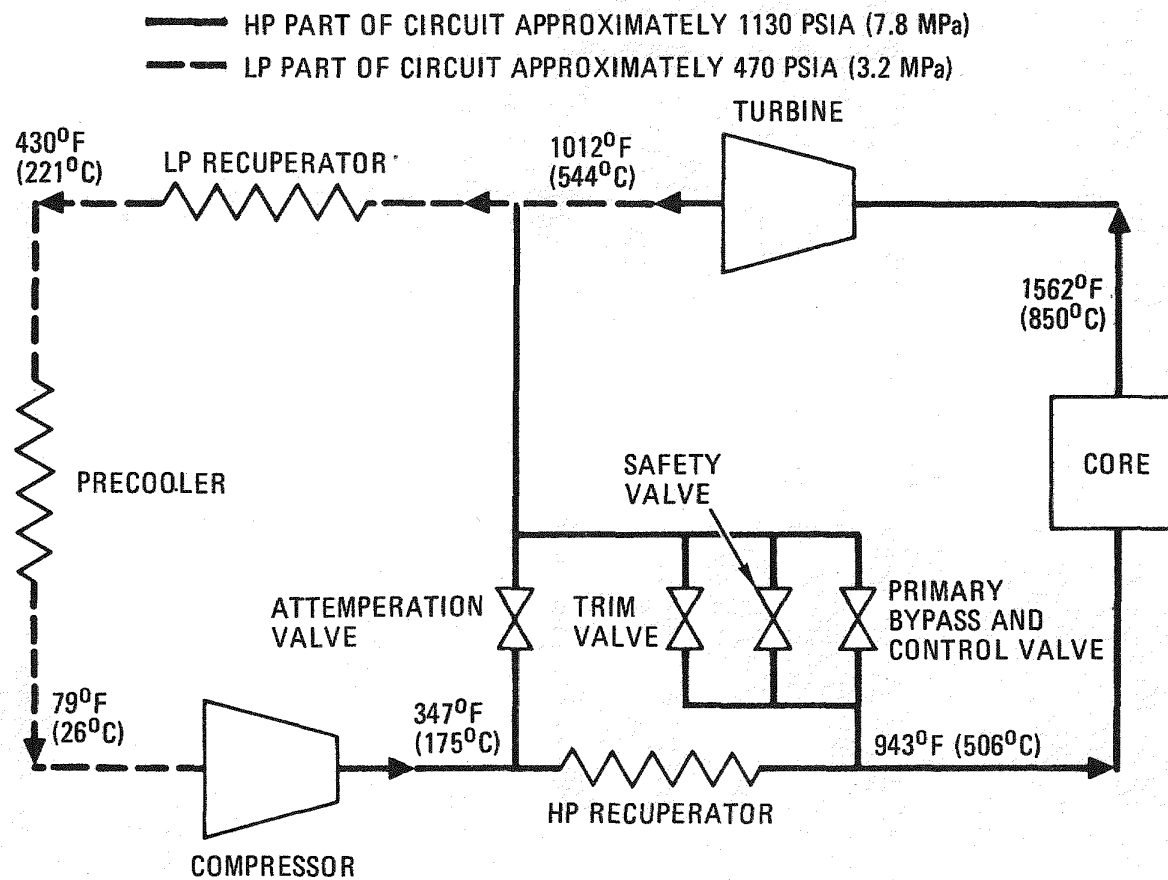 HP PART OF CIRCUIT APPROXIMATELY 1130 PSIA (7.8 MPa)
LP PART OF CIRCUIT APPROXIMATELY 470 PSIA (3.2 MPa)
TURBINE
430⁰F
(221⁰C)
LP RECUPERATOR
1012⁰F
(544⁰C)
1562⁰F
(850⁰C)
CORE
PRECOOLER
SAFETY
VALVE
ATTEMPERATION
VALVE
TRIM
VALVE
PRIMARY
BYPASS AND
CONTROL VALVE
79⁰F
(26⁰C)
347⁰F
(175⁰C)
943⁰F (506⁰C)
HP RECUPERATOR
COMPRESSOR